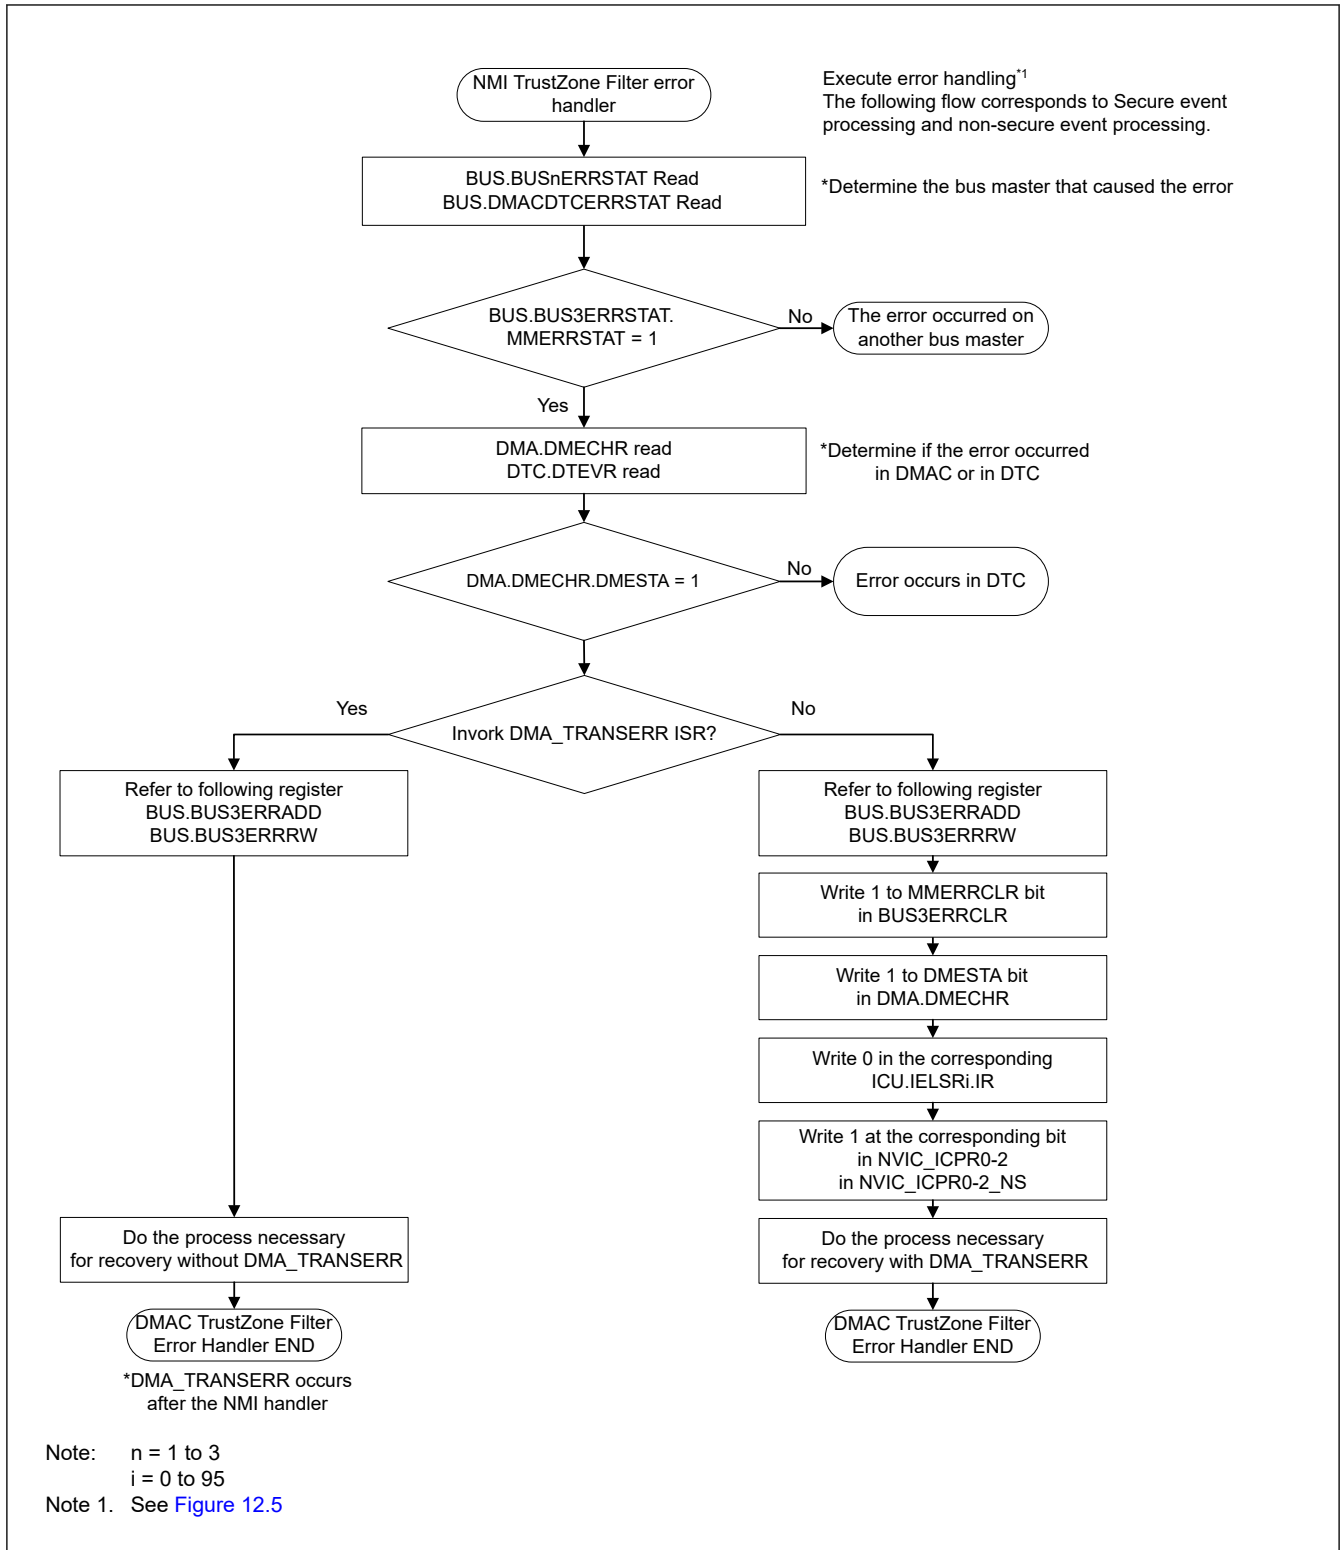 NMI TrustZone Filter error
handler
Execute error handling*1
The following flow corresponds to Secure event
processing and non-secure event processing.
BUS.BUSnERRSTAT Read
BUS.DMACDTCERRSTAT Read
*Determine the bus master that caused the error
BUS.BUS3ERRSTAT.
MMERRSTAT = 1
No
The error occurred on
another bus master
Yes
DMA.DMECHR read
DTC.DTEVR read
*Determine if the error occurred
in DMAC or in DTC
DMA.DMECHR.DMESTA = 1
No
Error occurs in DTC
Invork DMA_TRANSERR ISR?
Yes
No
Refer to following register
BUS.BUS3ERRADD
BUS.BUS3ERRRW
Refer to following register
BUS.BUS3ERRADD
BUS.BUS3ERRRW
Write 1 to MMERRCLR bit
in BUS3ERRCLR
Write 1 to DMESTA bit
in DMA.DMECHR
Write 0 in the corresponding
ICU.IELSRi.IR
Write 1 at the corresponding bit
in NVIC_ICPR0-2
in NVIC_ICPR0-2_NS
Do the process necessary
for recovery without DMA_TRANSERR
Do the process necessary
for recovery with DMA_TRANSERR
DMAC TrustZone Filter
Error Handler END
DMAC TrustZone Filter
Error Handler END
*DMA_TRANSERR occurs
after the NMI handler
Note: n = 1 to 3
i = 0 to 95
Note 1. See Figure 12.5